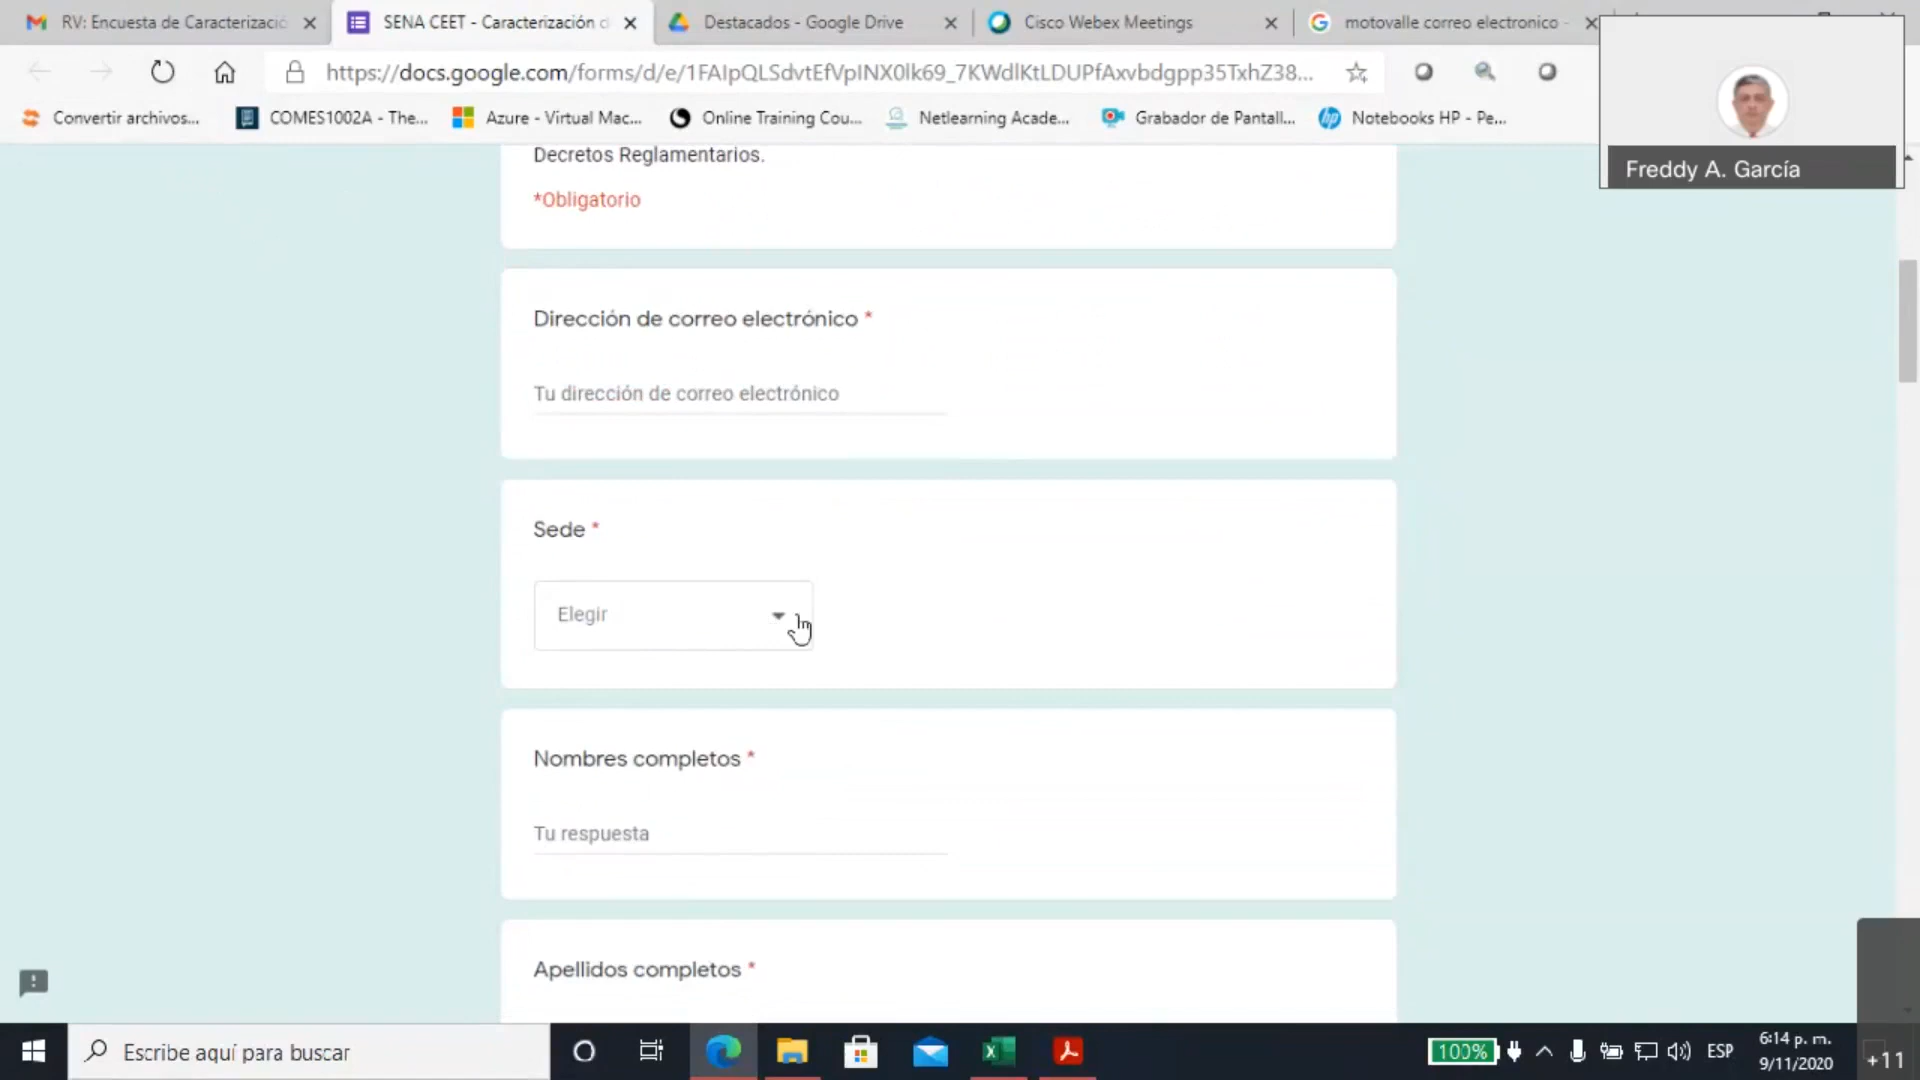 RV: Encuesta de Caracterizació
SENA CEET - Caracterización d
Destacados - Google Drive
Cisco Webex Meetings
motovalle correo electronico -
https://docs.google.com/forms/d/e/1FAIpQLSdvtEfVpINX0lk69_7KWdlKtLDUPfAxvbdgpp35TxhZ38...
Convertir archivos...
COMES1002A - The...
Azure - Virtual Mac...
Online Training Cou...
Netlearning Acade...
Grabador de Pantall...
Notebooks HP - Pe...
Freddy A. García
Decretos Reglamentarios.
*Obligatorio
Dirección de correo electrónico *
Tu dirección de correo electrónico
Sede *
Elegir
Nombres completos *
Tu respuesta
Apellidos completos *
Escribe aquí para buscar
100%
ESP
6:14 p. m.
9/11/2020
+11